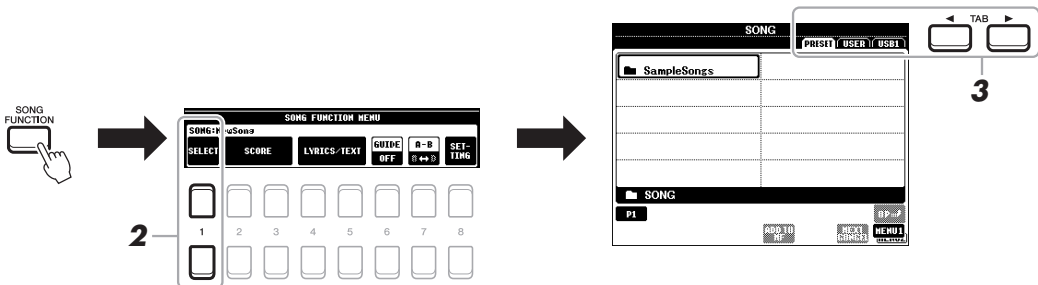 SONG
FUNCTION
SONG FUNCTION MENU
SONG:NewSong
SELECT SCORE LYRICS/TEXT GUIDE OFF A-B SET-TING
2
1 2 3 4 5 6 7 8
SONG
PRESET USER USB1
SampleSongs
SONG
P1
ADD TO MF
NEXT CANCEL
MENU1
MENU2
TAB
3